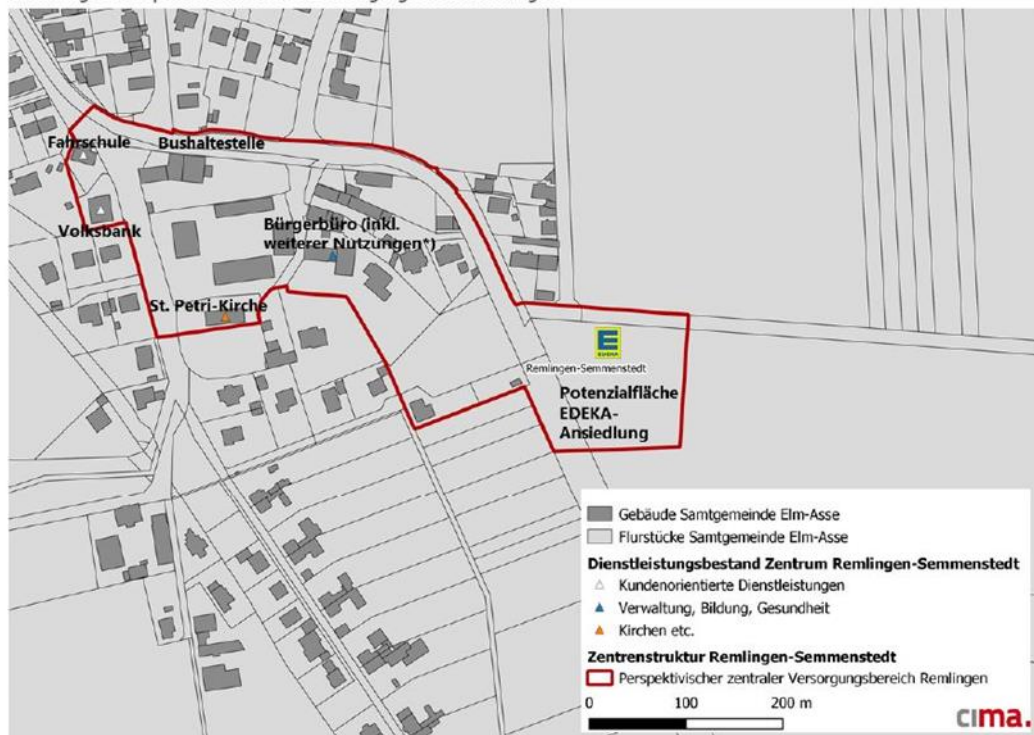 Fahrschule
Bushaltestelle
Volksbank
Bürgerbüro (inkl.
weiterer Nutzungen*)
St. Petri-Kirche
E
EDEKA
Remlingen-Semmenstedt
Potenzialfläche
EDEKA-
Ansiedlung
Gebäude Samtgemeinde Elm-Asse
Flurstücke Samtgemeinde Elm-Asse
Dienstleistungsbestand Zentrum Remlingen-Semmenstedt
Kundenorientierte Dienstleistungen
Verwaltung, Bildung, Gesundheit
Kirchen etc.
Zentrenstruktur Remlingen-Semmenstedt
Perspektivischer zentraler Versorgungsbereich Remlingen
0 100 200 m
cima.